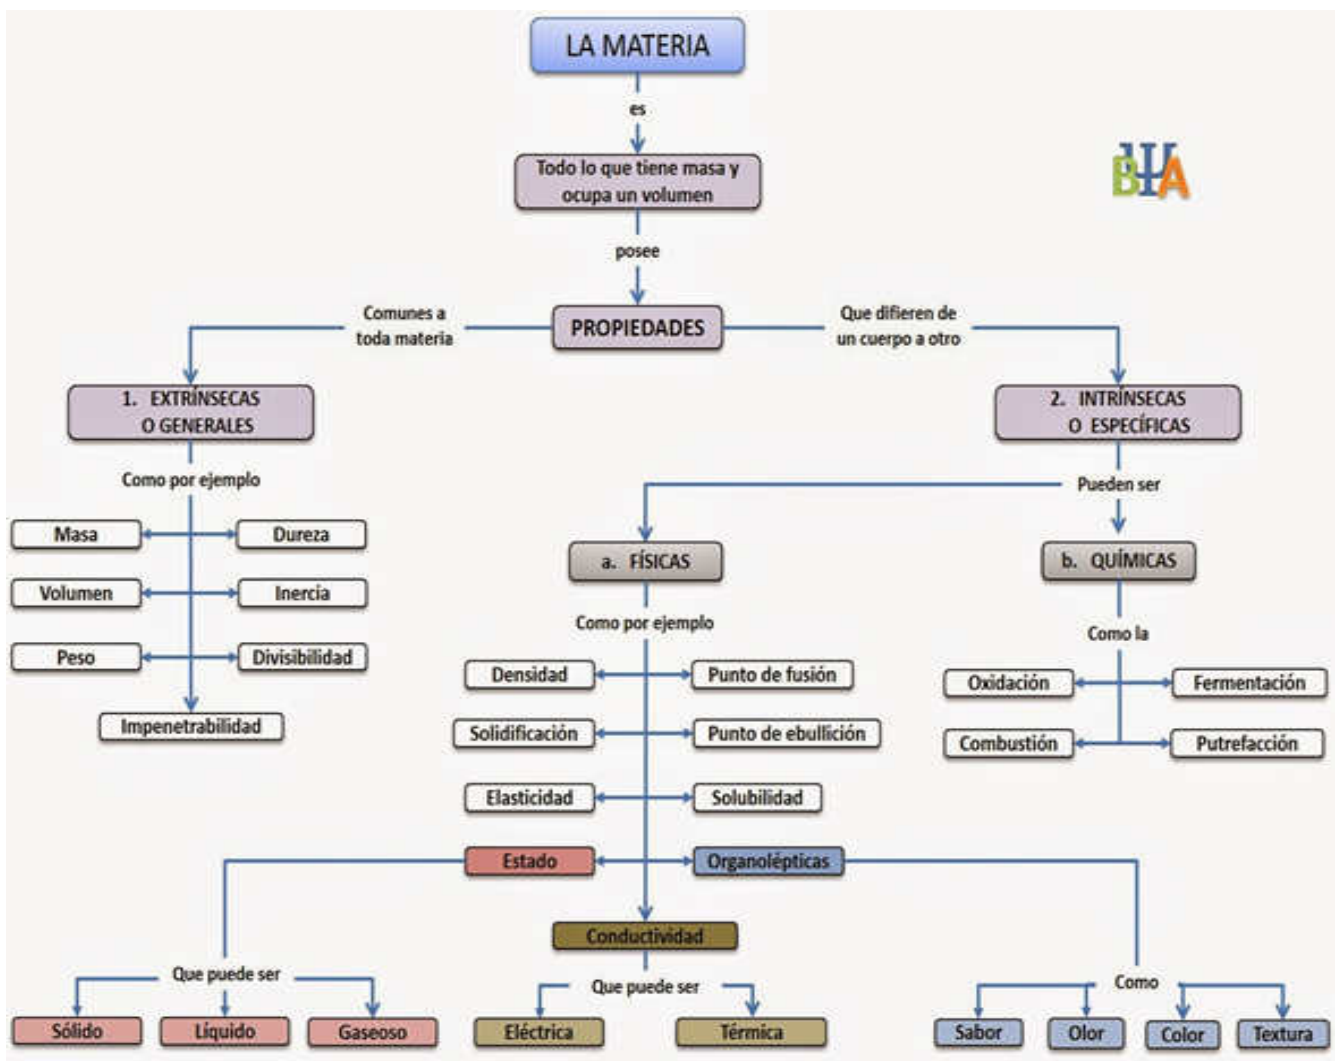 LA MATERIA
es
Todo lo que tiene masa y
ocupa un volumen
BΨA
posee
Comunes a
toda materia
PROPIEDADES
Que difieren de
un cuerpo a otro
1. EXTRÍNSECAS
O GENERALES
2. INTRÍNSECAS
O ESPECÍFICAS
Como por ejemplo
Pueden ser
Masa
Dureza
Volumen
Inercia
Peso
Divisibilidad
Impenetrabilidad
a. FÍSICAS
b. QUÍMICAS
Como por ejemplo
Como la
Densidad
Punto de fusión
Solidificación
Punto de ebullición
Elasticidad
Solubilidad
Estado
Organolépticas
Oxidación
Fermentación
Combustión
Putrefacción
Conductividad
Que puede ser
Que puede ser
Como
Sólido
Líquido
Gaseoso
Eléctrica
Térmica
Sabor
Olor
Color
Textura